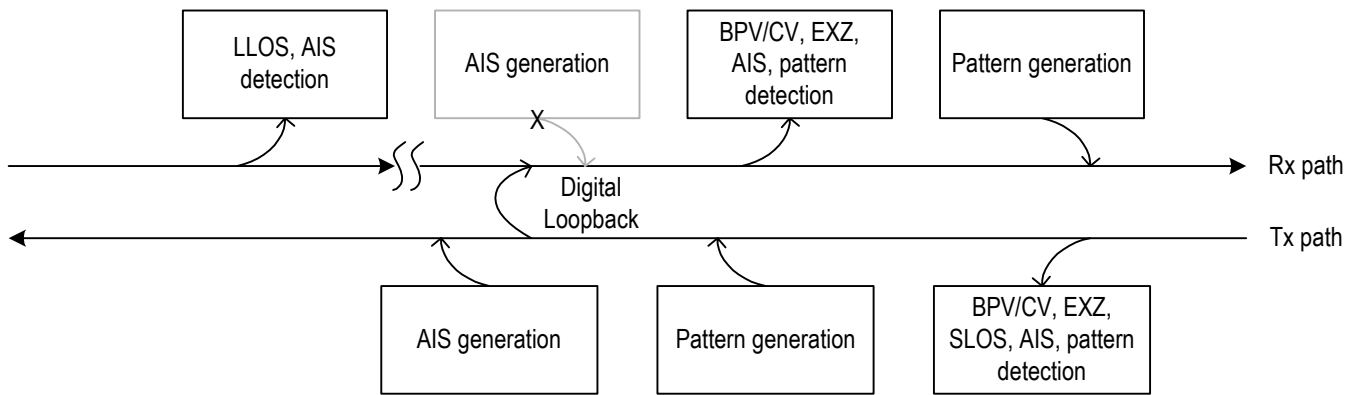 LLOS, AIS
detection
AIS generation
BPV/CV, EXZ,
AIS, pattern
detection
Pattern generation
X
Rx path
Digital
Loopback
Tx path
AIS generation
Pattern generation
BPV/CV, EXZ,
SLOS, AIS, pattern
detection